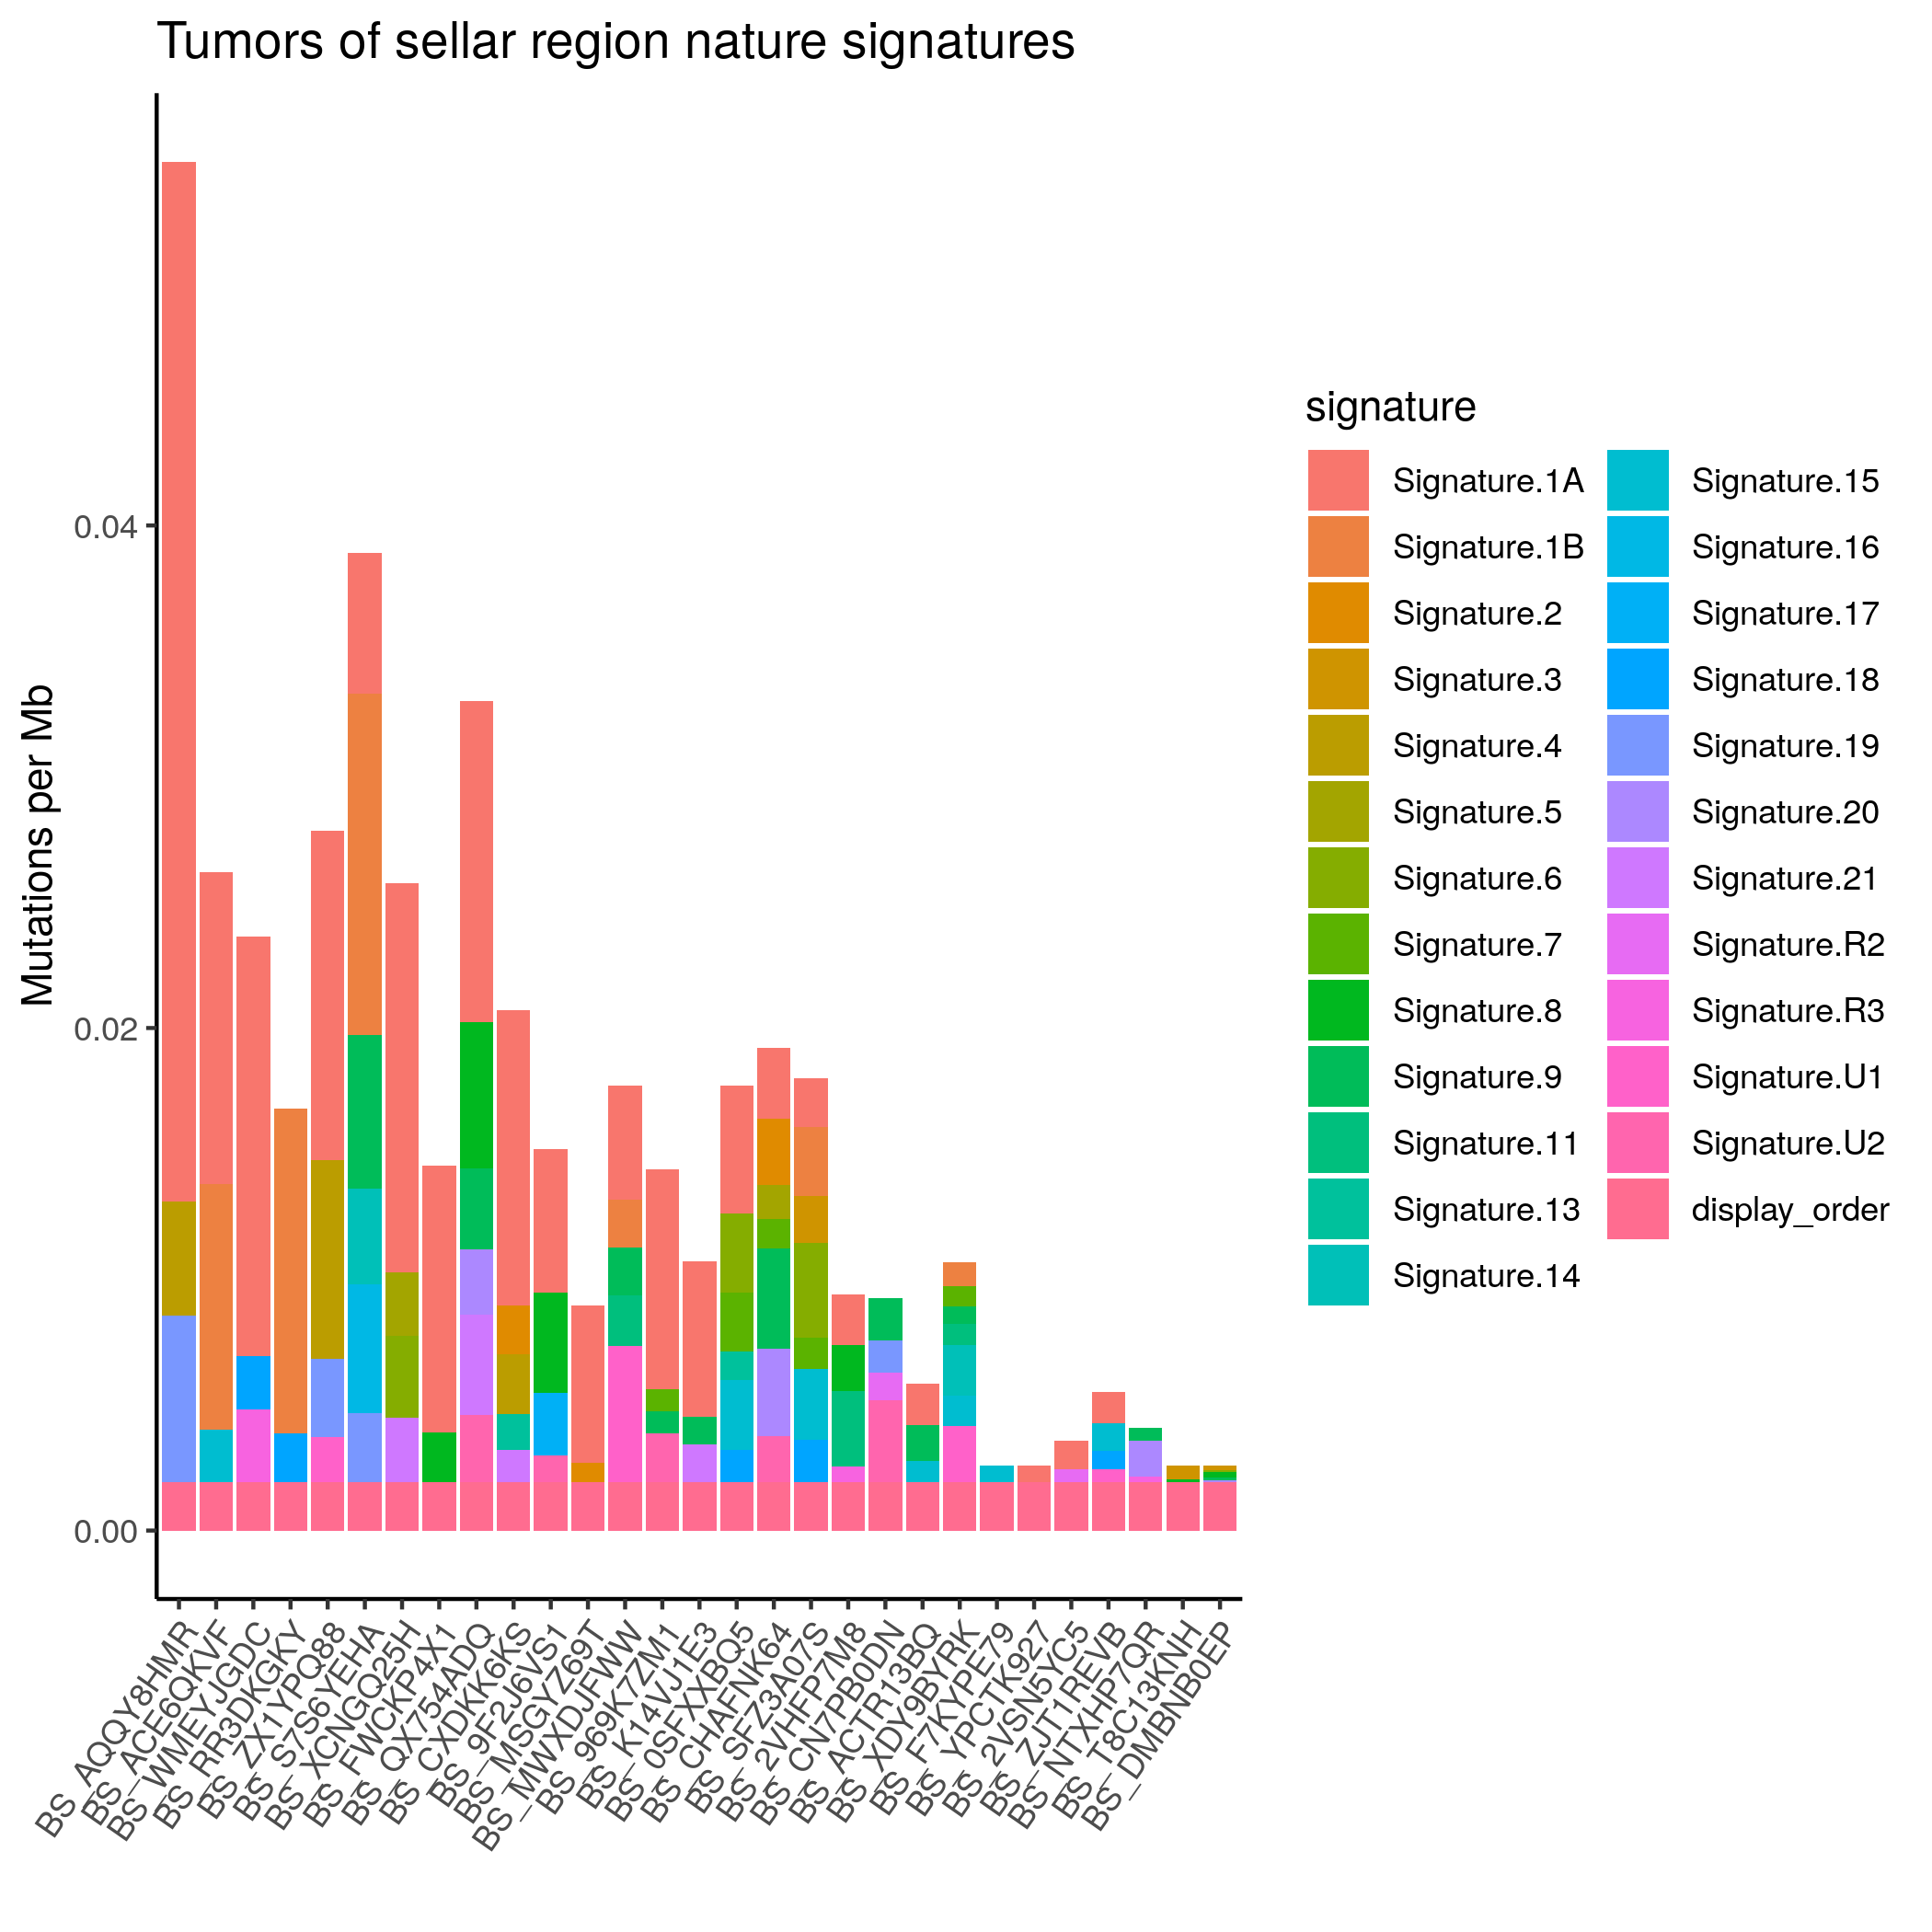 Tumors of sellar region nature signatures
Mutations per Mb
0.04
0.02
0.00
BS_AQQY8HMR
BS_ACE6QKVF
BS_WMEYJGDC
BS_RR3DKGKY
BS_ZX1YPQ88
BS_S7S6YEHA
BS_XCNGQ25H
BS_FWCKP4X1
BS_QX754ADQ
BS_CXDKK6KS
BS_9F2J6VS1
BS_MSGYZ69T
BS_MWXDJFWW
BS_969K7ZM1
BS_K14VJ1E3
BS_0SFXXBQ5
BS_CHAFNK64
BS_SFZ3A07S
BS_2VHFP7M8
BS_CN7PB0DN
BS_ACTR13BQ
BS_XDY9BYRK
BS_F7KYPE79
BS_YPCTK927
BS_2VSN5YC5
BS_ZJT1REVB
BS_NTXHP7QR
BS_T8C13KNH
BS_DMBNB0EP
signature
Signature.1A
Signature.1B
Signature.2
Signature.3
Signature.4
Signature.5
Signature.6
Signature.7
Signature.8
Signature.9
Signature.11
Signature.13
Signature.14
Signature.15
Signature.16
Signature.17
Signature.18
Signature.19
Signature.20
Signature.21
Signature.R2
Signature.R3
Signature.U1
Signature.U2
display_order